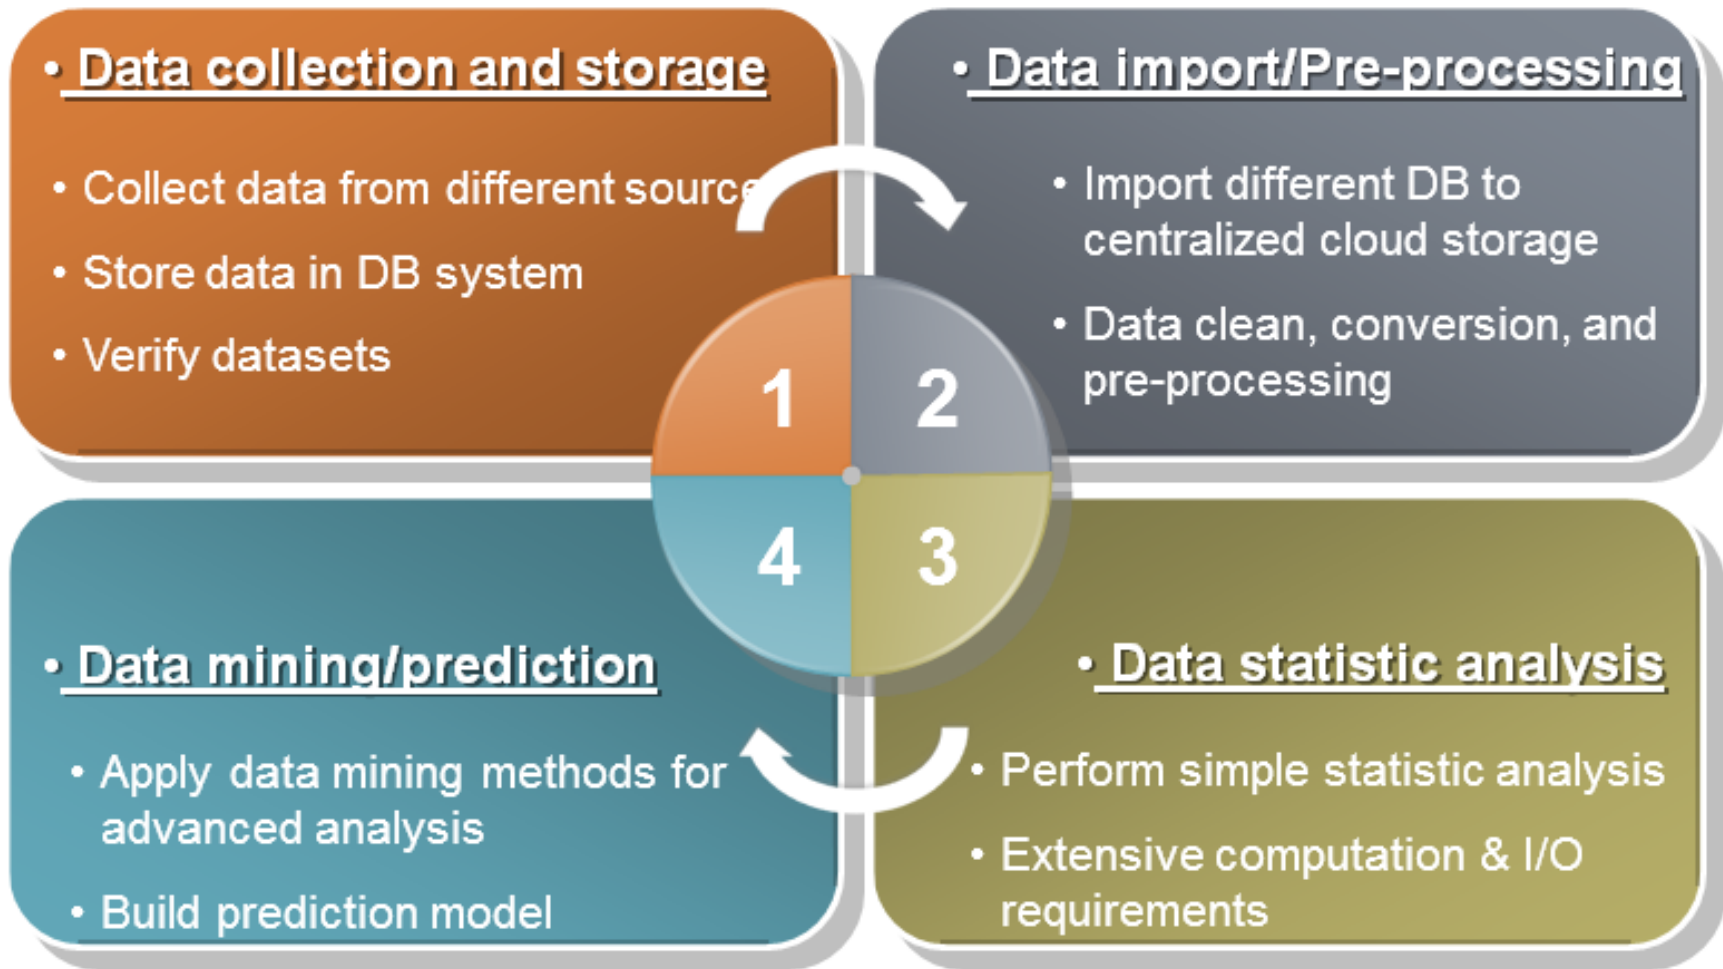 • Data collection and storage
• Collect data from different source
• Store data in DB system
• Verify datasets
• Data import/Pre-processing
• Import different DB to
centralized cloud storage
• Data clean, conversion, and
pre-processing
1
2
4
3
• Data mining/prediction
• Apply data mining methods for
advanced analysis
• Build prediction model
• Data statistic analysis
• Perform simple statistic analysis
• Extensive computation & I/O
requirements